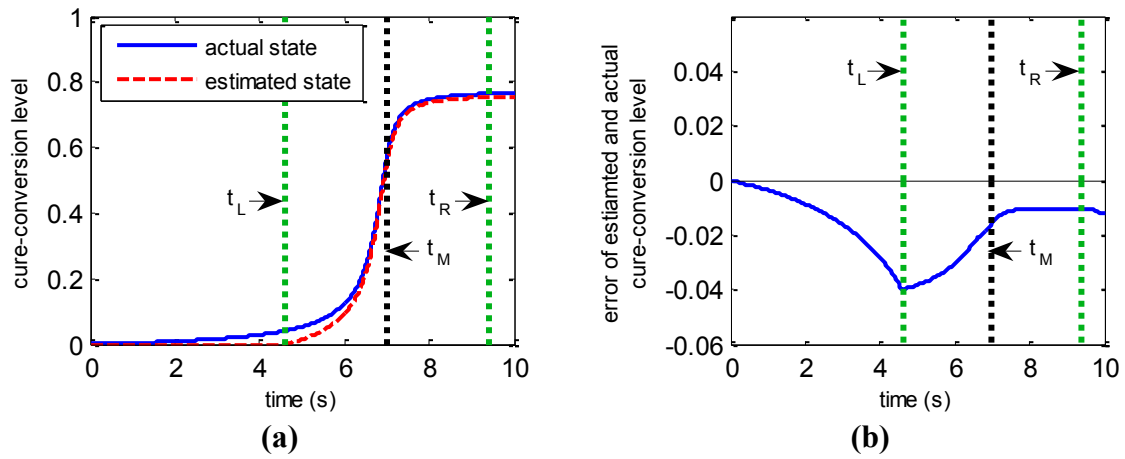 1
0.8
0.6
0.4
0.2
0
0 2 4 6 8 10
cure-conversion level
time (s)
actual state
estimated state
t_L
t_R
t_M
(a)
0.04
0.02
0
-0.02
-0.04
-0.06
0 2 4 6 8 10
error of estiamted and actual
cure-conversion level
time (s)
t_L
t_R
t_M
(b)